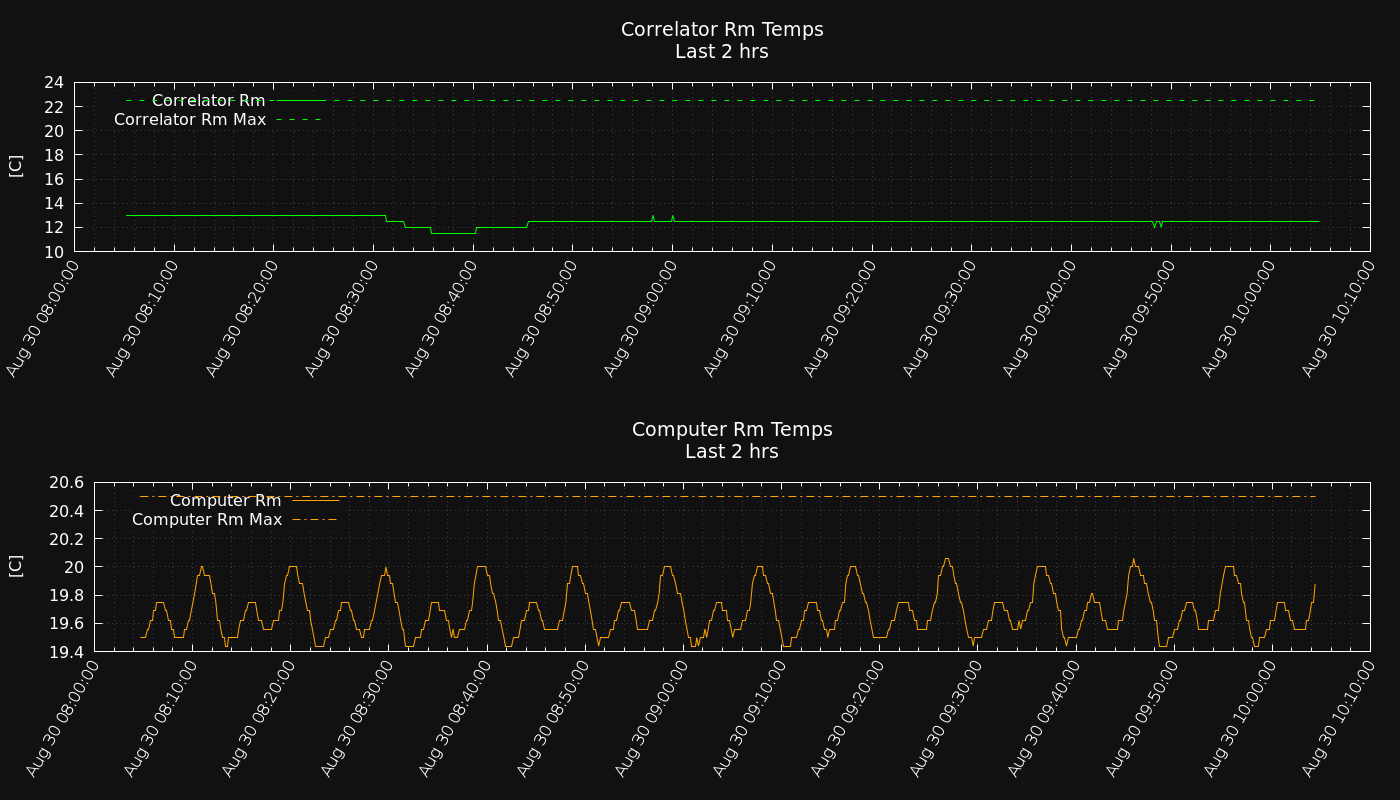 Correlator Rm Temps
Last 2 hrs
[C]
24
22
20
18
16
14
12
10
Correlator Rm
Correlator Rm Max
Aug 30 08:00:00
Aug 30 08:10:00
Aug 30 08:20:00
Aug 30 08:30:00
Aug 30 08:40:00
Aug 30 08:50:00
Aug 30 09:00:00
Aug 30 09:10:00
Aug 30 09:20:00
Aug 30 09:30:00
Aug 30 09:40:00
Aug 30 09:50:00
Aug 30 10:00:00
Aug 30 10:10:00
Computer Rm Temps
Last 2 hrs
[C]
20.6
20.4
20.2
20
19.8
19.6
19.4
Computer Rm
Computer Rm Max
Aug 30 08:00:00
Aug 30 08:10:00
Aug 30 08:20:00
Aug 30 08:30:00
Aug 30 08:40:00
Aug 30 08:50:00
Aug 30 09:00:00
Aug 30 09:10:00
Aug 30 09:20:00
Aug 30 09:30:00
Aug 30 09:40:00
Aug 30 09:50:00
Aug 30 10:00:00
Aug 30 10:10:00